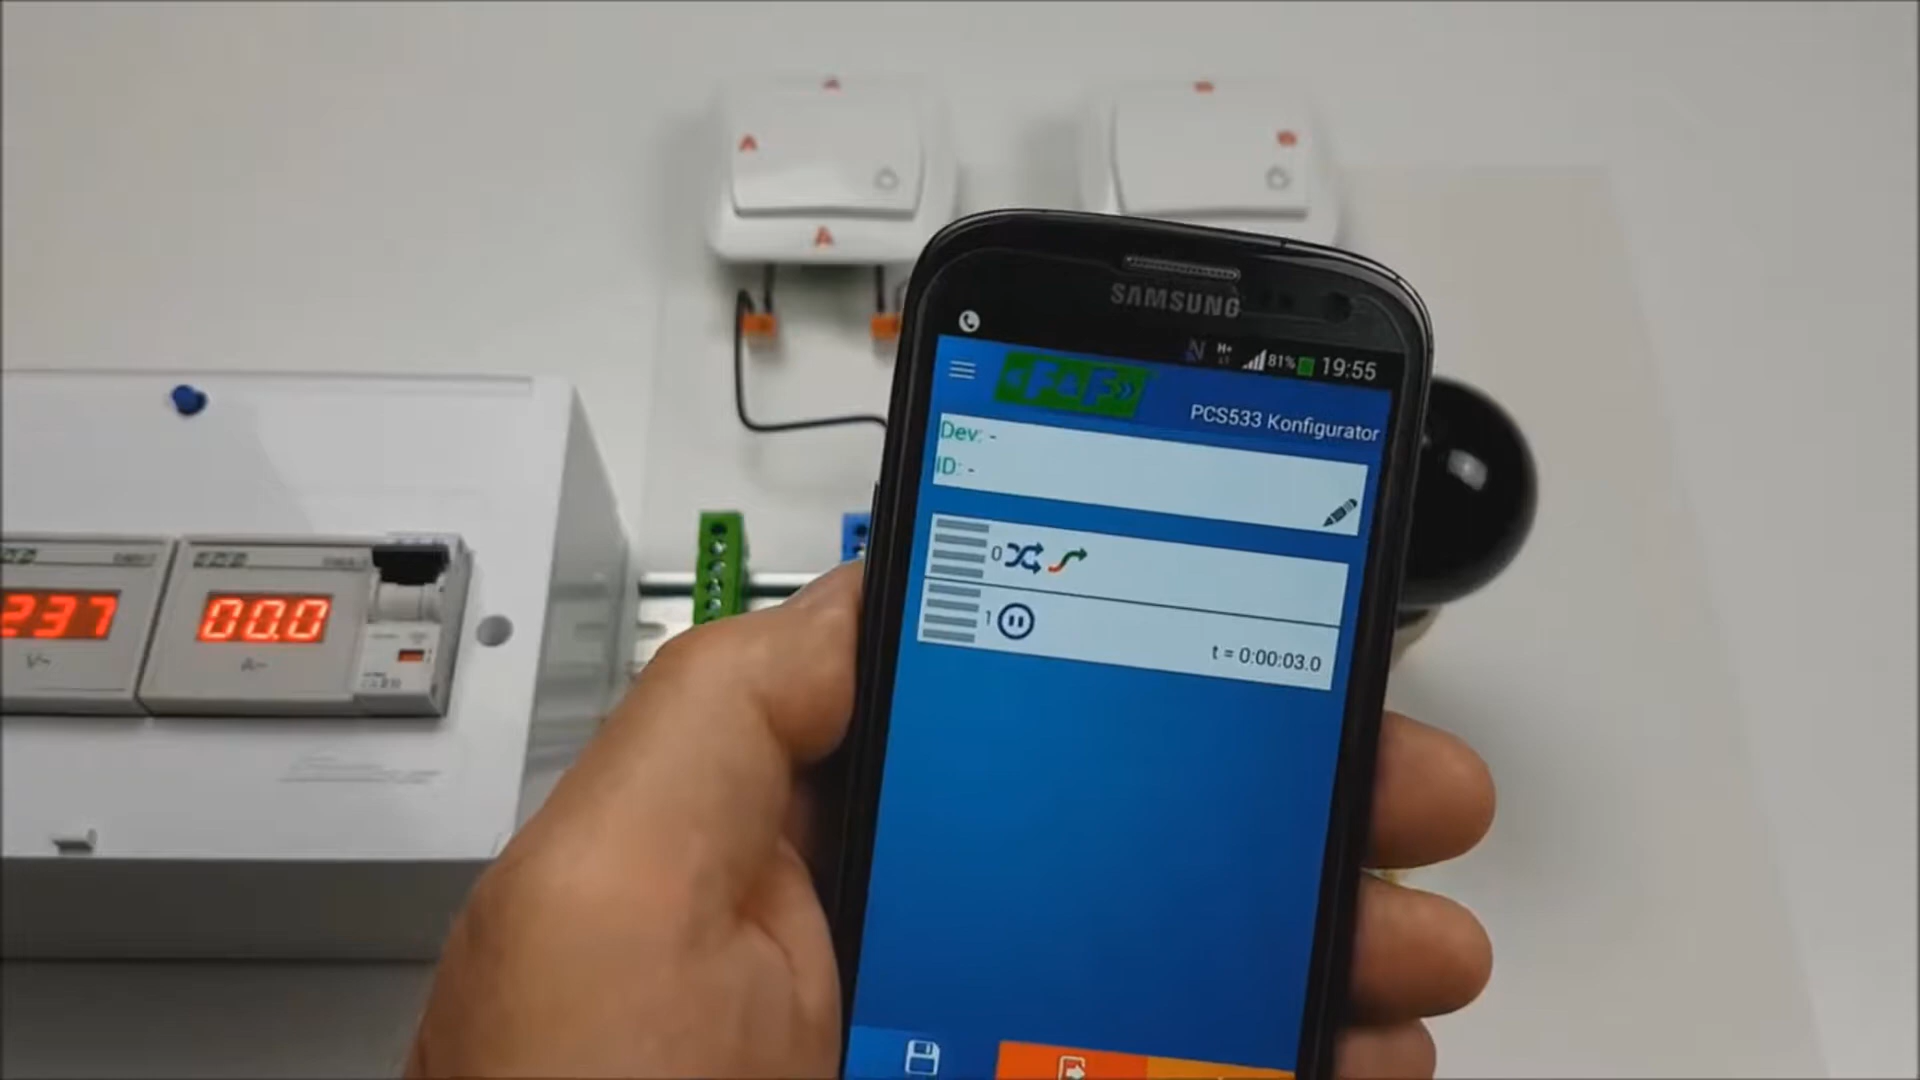 A
A
A
B
B
SAMSUNG
H+
81%
19:55
F&F
PCS533 Konfigurator
Dev: -
ID: -
0
1
t = 0:00:03.0
237
V~
00.0
A~